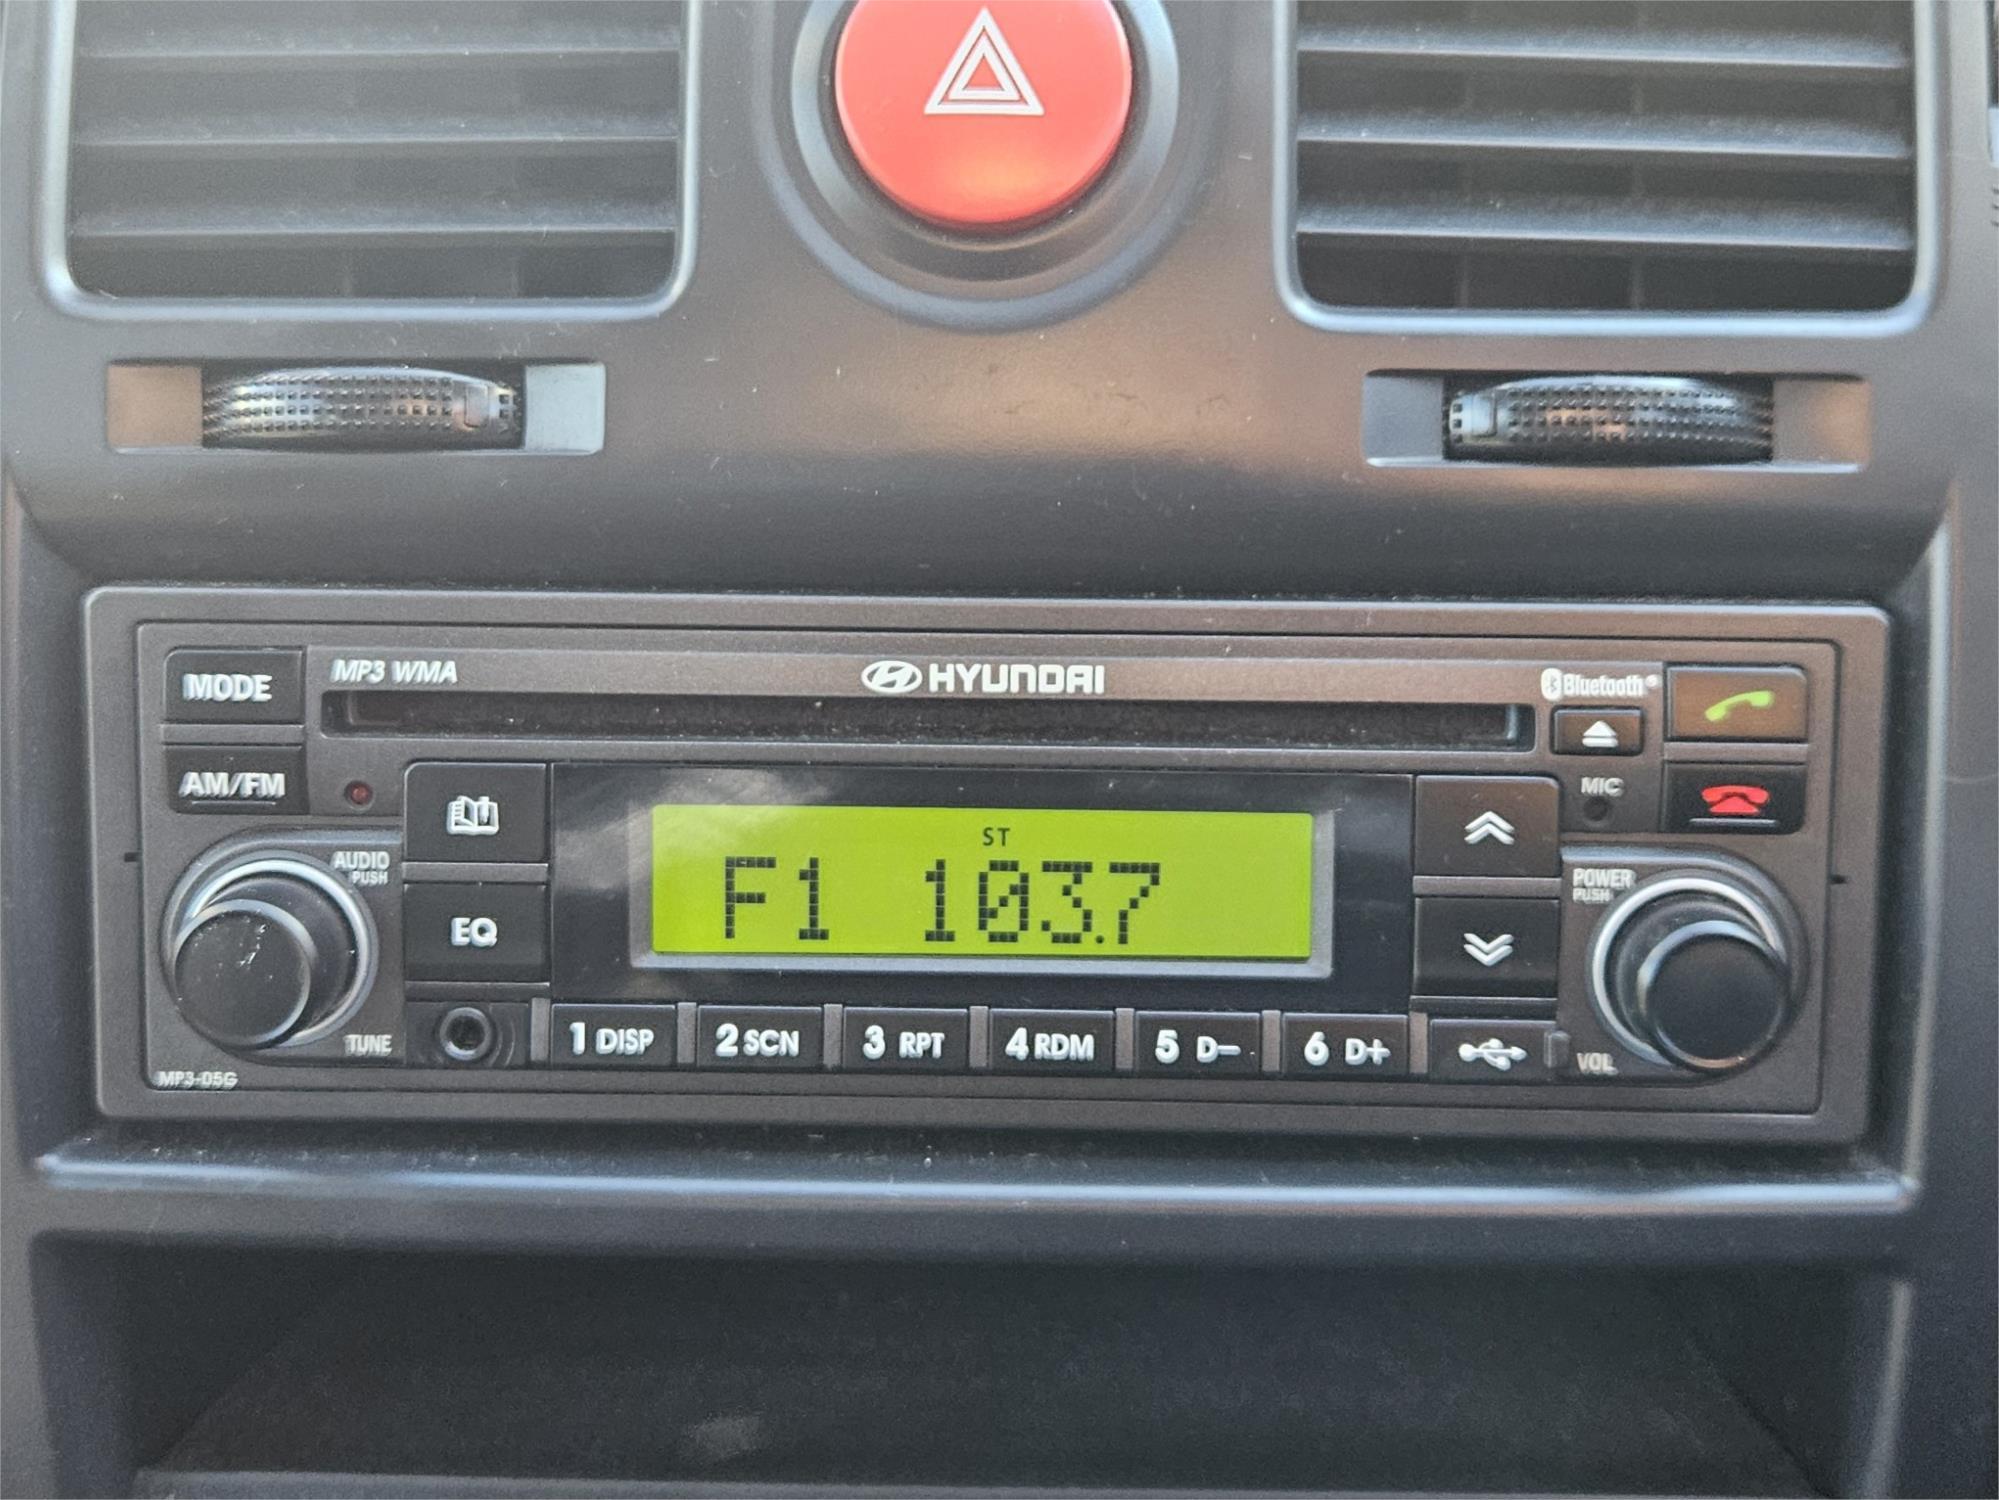 MODE
MP3 WMA
HYUNDAI
Bluetooth®
AM/FM
MIC
AUDIO
PUSH
ST
F1 103.7
POWER
PUSH
EQ
TUNE
1 DISP
2 SCN
3 RPT
4 RDM
5 D−
6 D+
VOL
MP3-D5G